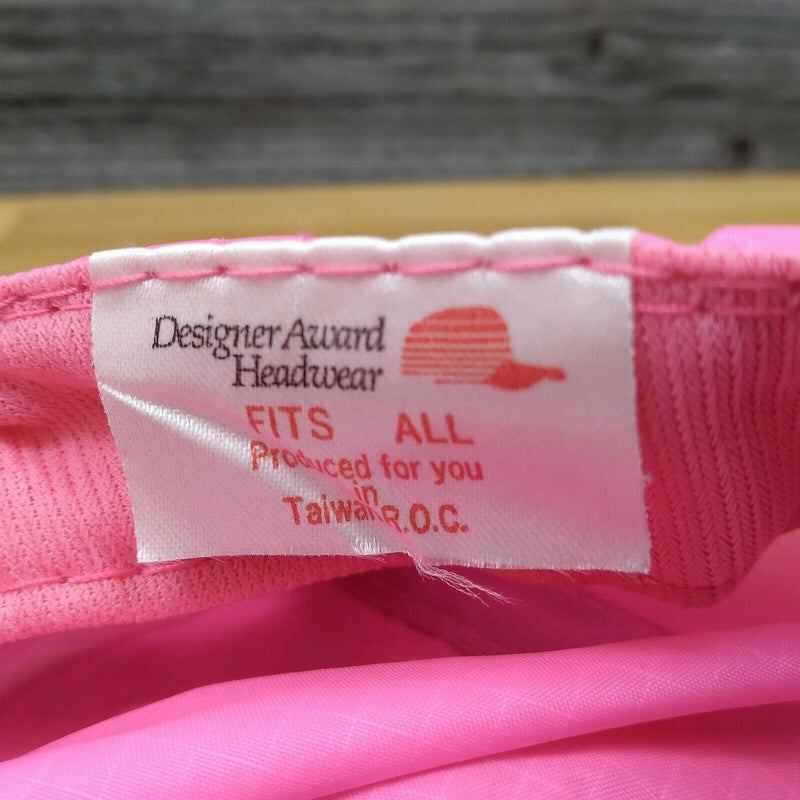 Designer Award
Headwear
FITS ALL
Produced for you
in
Taiwan R.O.C.